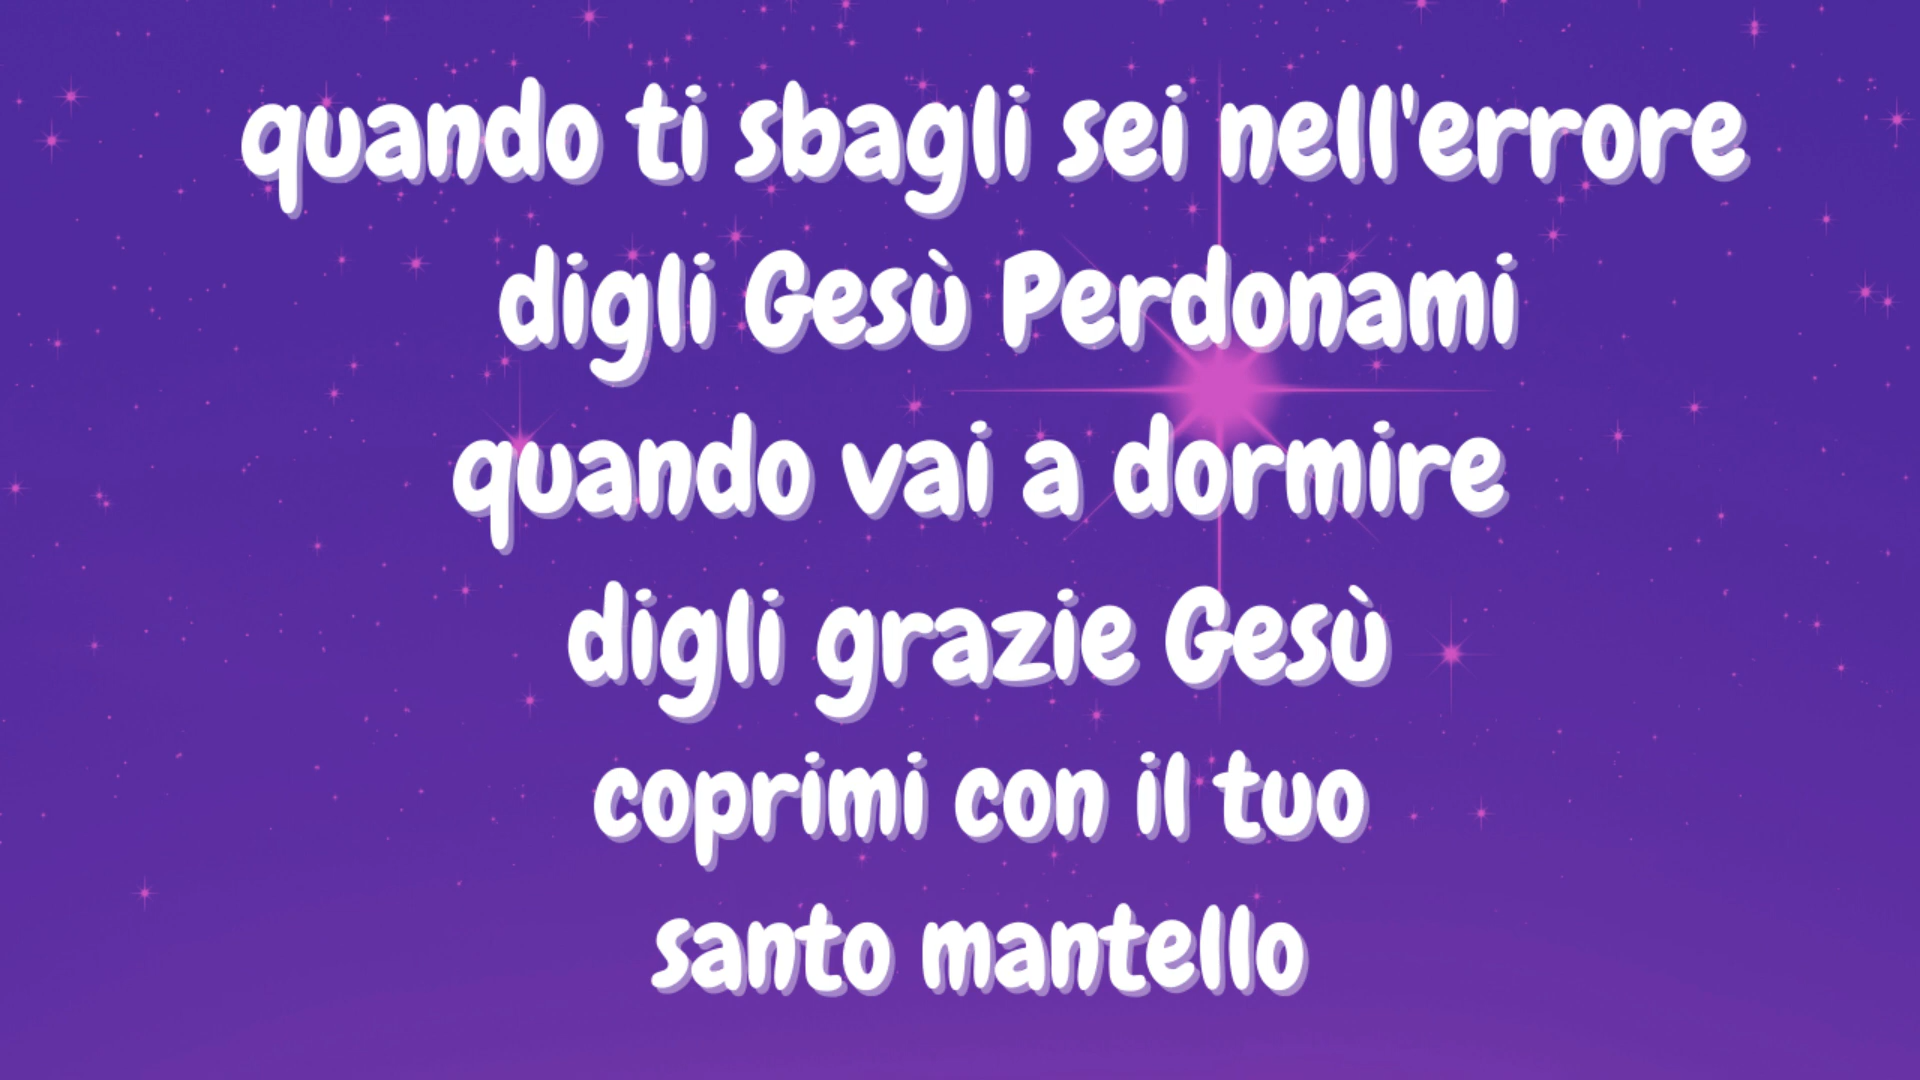 quando ti sbagli sei nell'errore
digli Gesù Perdonami
quando vai a dormire
digli grazie Gesù
coprimi con il tuo
santo mantello